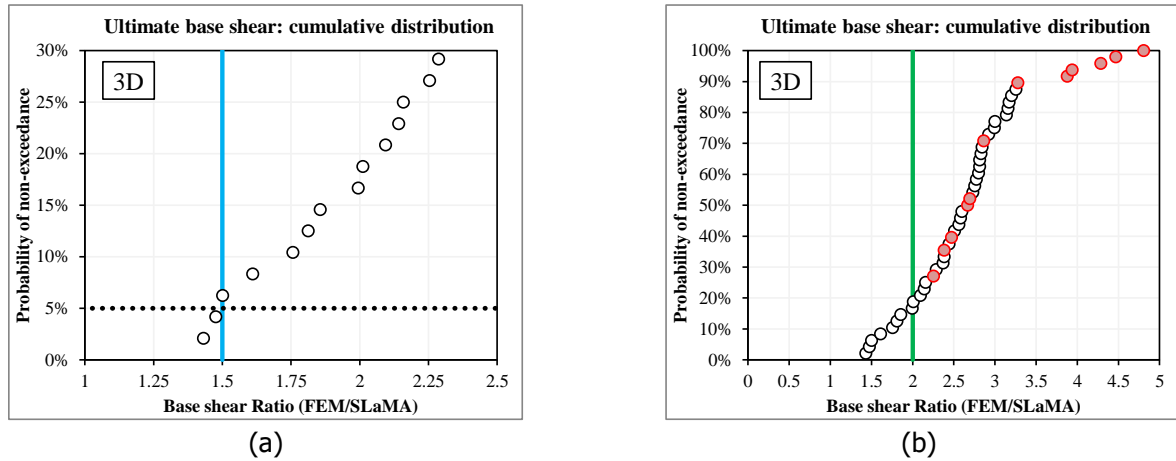 Ultimate base shear: cumulative distribution
30%
25%
20%
15%
10%
5%
0%
Probability of non-exceedance
3D
1 1.25 1.5 1.75 2 2.25 2.5
Base shear Ratio (FEM/SLaMA)
(a)
Ultimate base shear: cumulative distribution
100%
90%
80%
70%
60%
50%
40%
30%
20%
10%
0%
Probability of non-exceedance
3D
0 0.5 1 1.5 2 2.5 3 3.5 4 4.5 5
Base shear Ratio (FEM/SLaMA)
(b)